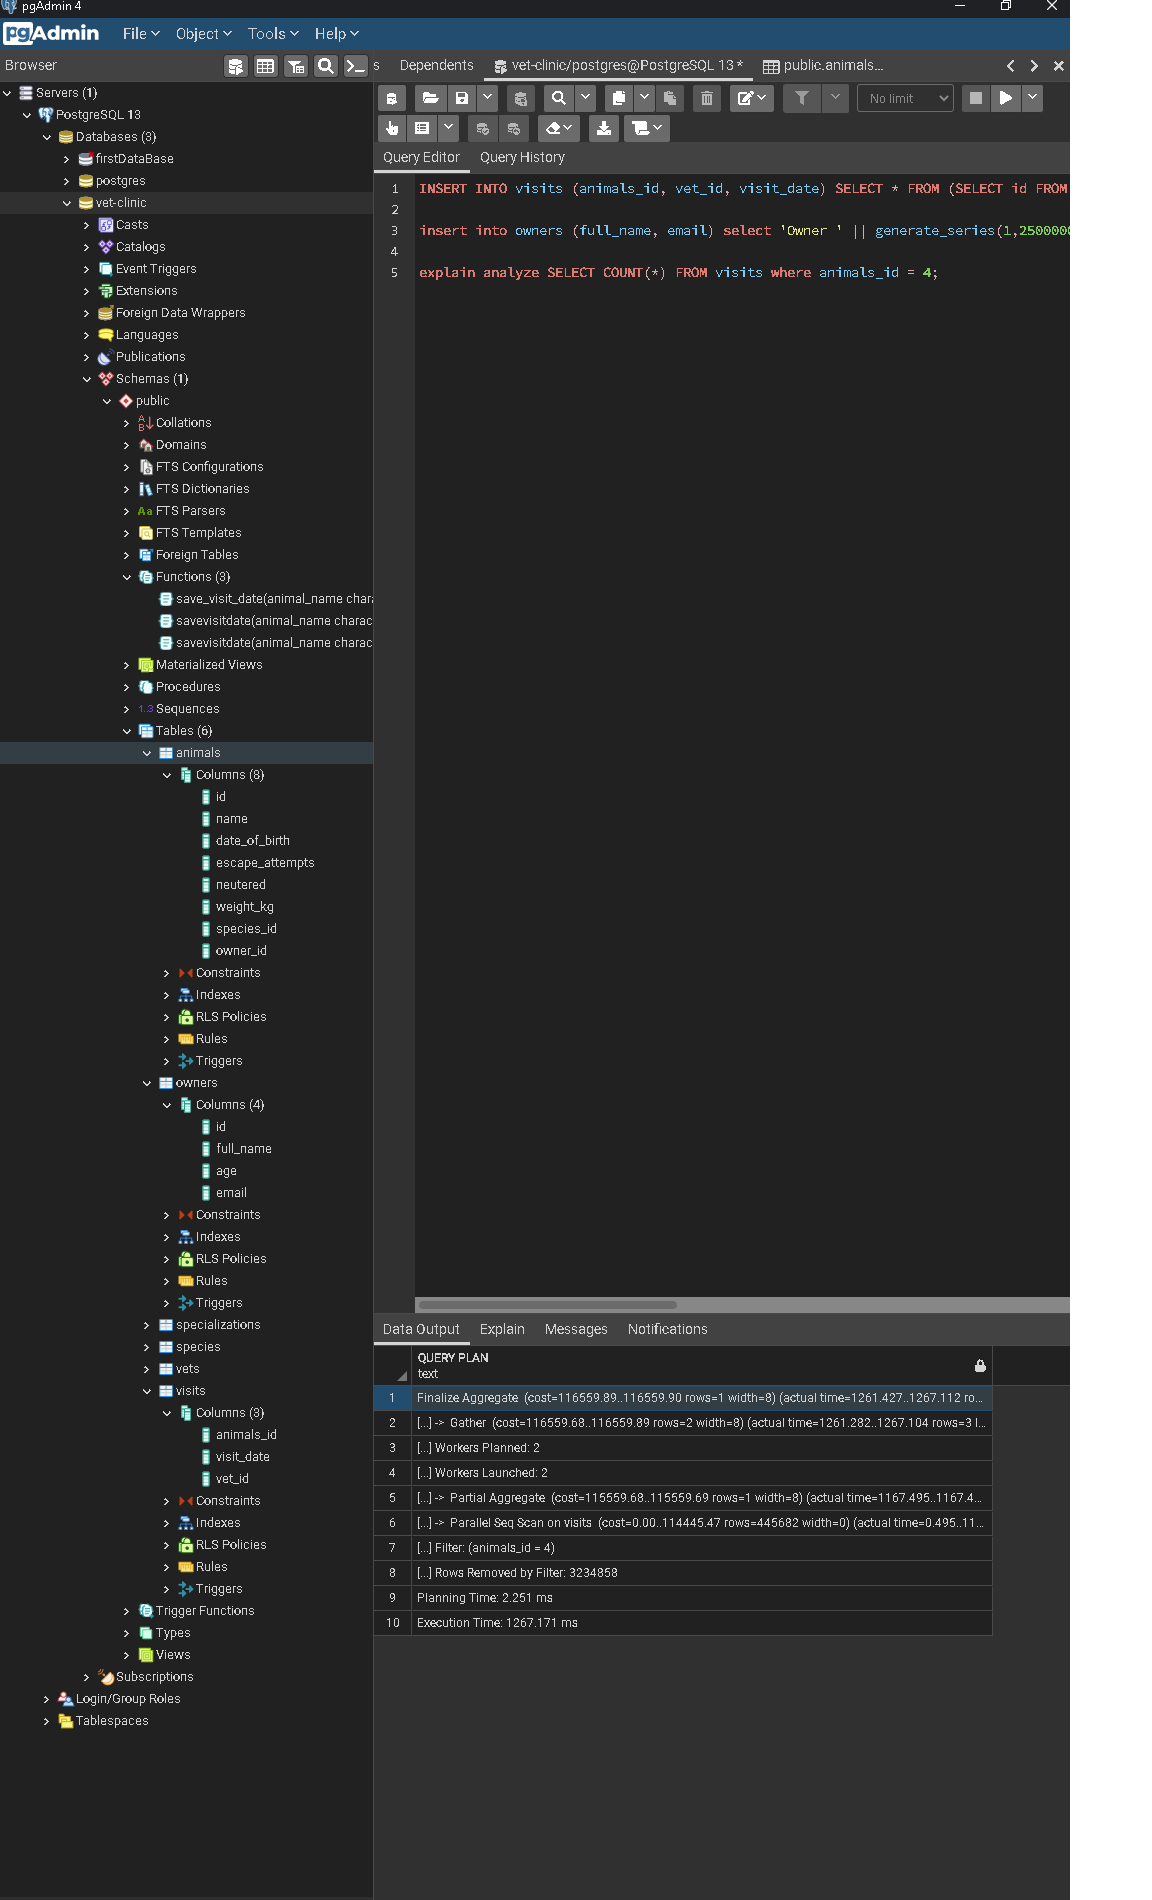 pgAdmin 4
pgAdmin File Object Tools Help
Browser
s Dependents vet-clinic/postgres@PostgreSQL 13 * public.animals...
No limit
Query Editor Query History
Servers (1)
PostgreSQL 13
Databases (3)
firstDataBase
postgres
vet-clinic
Casts
Catalogs
Event Triggers
Extensions
Foreign Data Wrappers
Languages
Publications
Schemas (1)
public
Collations
Domains
FTS Configurations
FTS Dictionaries
Aa FTS Parsers
FTS Templates
Foreign Tables
Functions (3)
save_visit_date(animal_name chara
savevisitdate(animal_name charac
savevisitdate(animal_name charac
Materialized Views
Procedures
1..3 Sequences
Tables (6)
animals
Columns (8)
id
name
date_of_birth
escape_attempts
neutered
weight_kg
species_id
owner_id
Constraints
Indexes
RLS Policies
Rules
Triggers
owners
Columns (4)
id
full_name
age
email
Constraints
Indexes
RLS Policies
Rules
Triggers
specializations
species
vets
visits
Columns (3)
animals_id
visit_date
vet_id
Constraints
Indexes
RLS Policies
Rules
Triggers
Trigger Functions
Types
Views
Subscriptions
Login/Group Roles
Tablespaces
1 INSERT INTO visits (animals_id, vet_id, visit_date) SELECT * FROM (SELECT id FROM
2
3 insert into owners (full_name, email) select 'Owner ' || generate_series(1,2500000
4
5 explain analyze SELECT COUNT(*) FROM visits where animals_id = 4;
Data Output Explain Messages Notifications
QUERY PLAN
text
1 Finalize Aggregate (cost=116559.89..116559.90 rows=1 width=8) (actual time=1261.427..1267.112 ro...
2 [...] -> Gather (cost=116559.68..116559.89 rows=2 width=8) (actual time=1261.282..1267.104 rows=3 l...
3 [...] Workers Planned: 2
4 [...] Workers Launched: 2
5 [...] -> Partial Aggregate (cost=115559.68..115559.69 rows=1 width=8) (actual time=1167.495..1167.4...
6 [...] -> Parallel Seq Scan on visits (cost=0.00..114445.47 rows=445682 width=0) (actual time=0.495..11...
7 [...] Filter: (animals_id = 4)
8 [...] Rows Removed by Filter: 3234858
9 Planning Time: 2.251 ms
10 Execution Time: 1267.171 ms